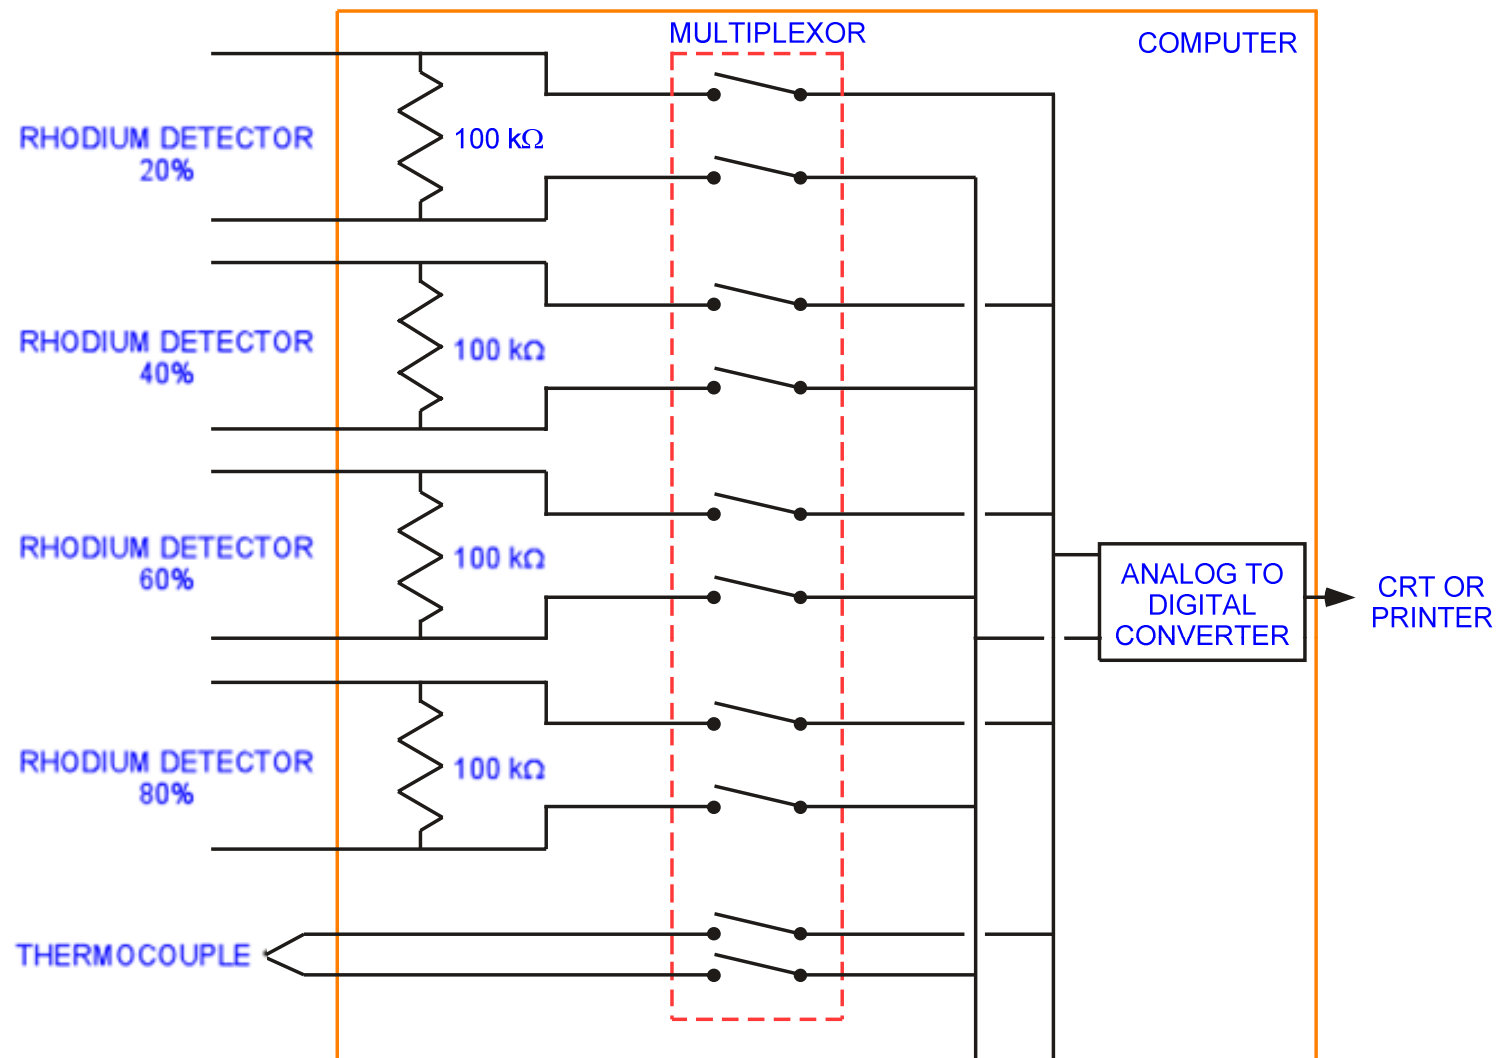 MULTIPLEXOR
COMPUTER
RHODIUM DETECTOR
20%
100 kΩ
RHODIUM DETECTOR
40%
100 kΩ
RHODIUM DETECTOR
60%
100 kΩ
ANALOG TO
DIGITAL
CONVERTER
CRT OR
PRINTER
RHODIUM DETECTOR
80%
100 kΩ
THERMOCOUPLE